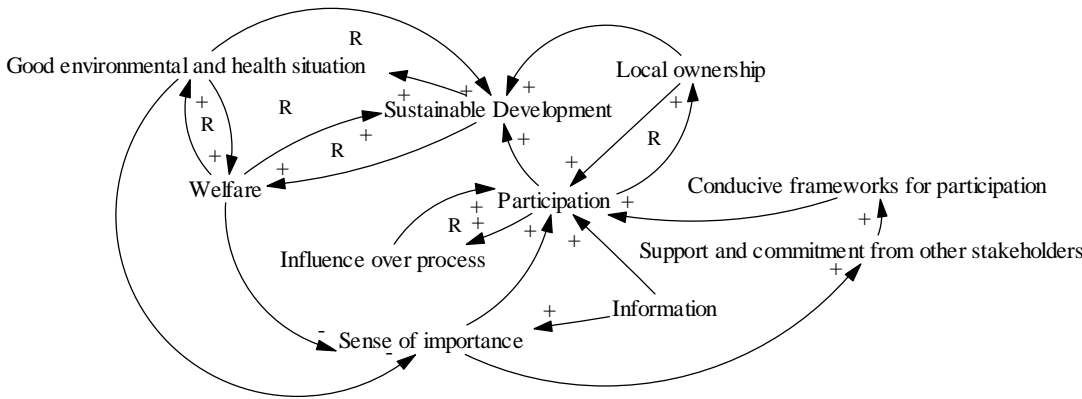 R
Good environmental and health situation
Local ownership
+
+
+
+
+
R
Sustainable Development
+
R
+
R
+
R
+
+
+
Welfare
Participation
Conducive frameworks for participation
+
+
+
R
+
+
+
Influence over process
Support and commitment from other stakeholders
+
Information
+
-
Sense of importance
-